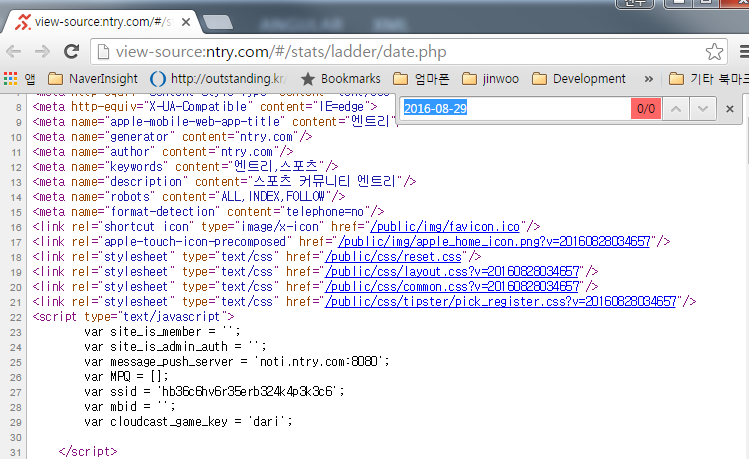 view-source:ntry.com/#/s
view-source:ntry.com/#/stats/ladder/date.php
앱 NaverInsight http://outstanding.kr Bookmarks 얼마폰 jinwoo Development » 기타 북마크
2016-08-29 0/0
8 <meta http-equiv="X-UA-Compatible" content="IE=edge">
9 <meta name="apple-mobile-web-app-title" content="엔트리"
10 <meta name="generator" content="ntry.com"/>
11 <meta name="author" content="ntry.com"/>
12 <meta name="keywords" content="엔트리,스포츠"/>
13 <meta name="description" content="스포츠 커뮤니티 엔트리"/>
14 <meta name="robots" content="ALL,INDEX,FOLLOW"/>
15 <meta name="format-detection" content="telephone=no"/>
16 <link rel="shortcut icon" type="image/x-icon" href="/public/img/favicon.ico"/>
17 <link rel="apple-touch-icon-precomposed" href="/public/img/apple_home_icon.png?v=20160828034657"/>
18 <link rel="stylesheet" type="text/css" href="/public/css/reset.css"/>
19 <link rel="stylesheet" type="text/css" href="/public/css/layout.css?v=20160828034657"/>
20 <link rel="stylesheet" type="text/css" href="/public/css/common.css?v=20160828034657"/>
21 <link rel="stylesheet" type="text/css" href="/public/css/tipster/pick_register.css?v=20160828034657"/>
22 <script type="text/javascript">
23 var site_is_member = '';
24 var site_is_admin_auth = '';
25 var message_push_server = 'noti.ntry.com:8080';
26 var MPQ = [];
27 var ssid = 'hb36c6hv6r35erb324k4p3k3c6';
28 var mbid = '';
29 var cloudcast_game_key = 'dari';
30
31 </script>